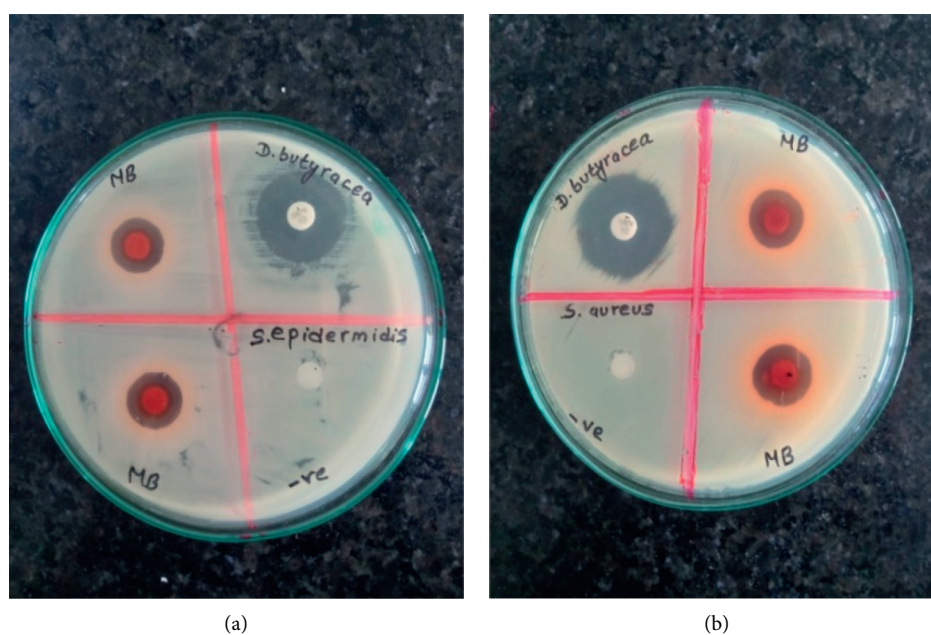 MB
D. butyracea
S. epidermidis
MB
-ve
(a)
D. butyracea
MB
S. aureus
-ve
MB
(b)